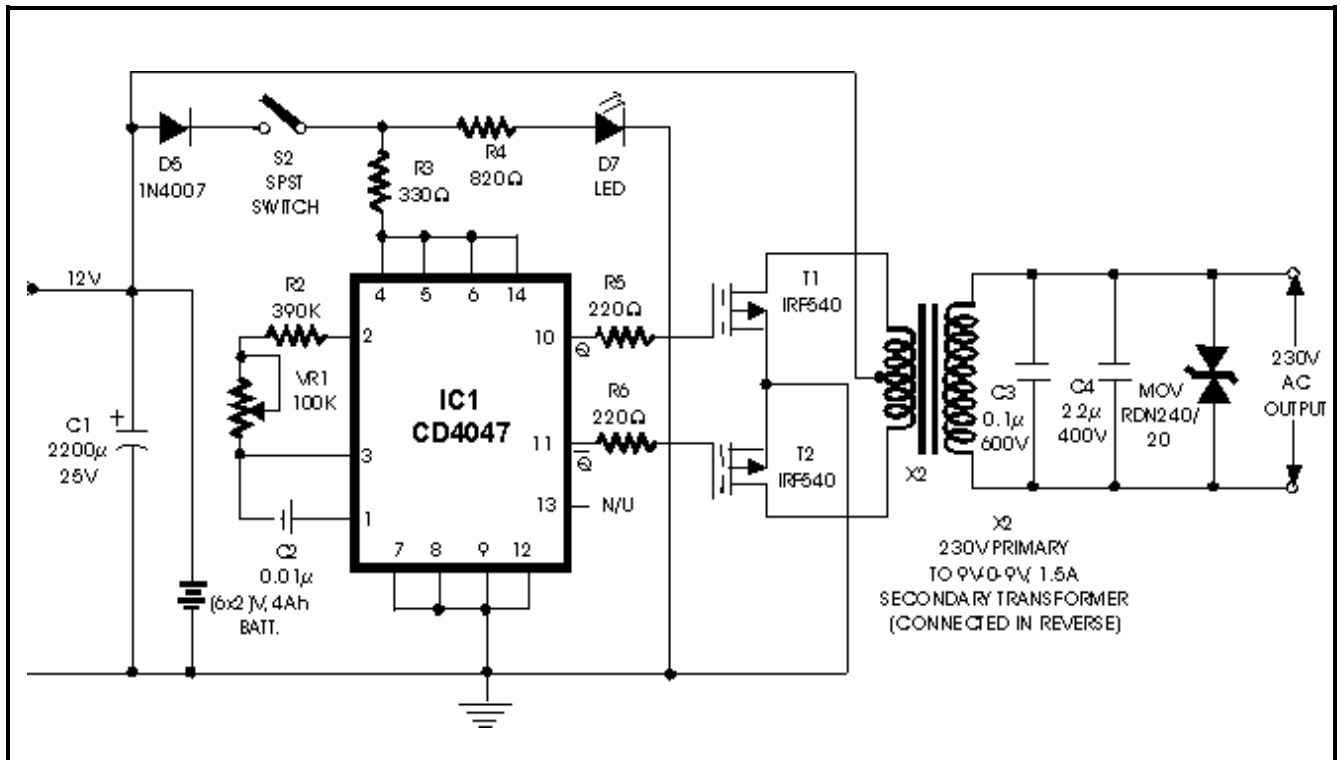 D6
1N4007
S2
SPST
SWITCH
R3
330Ω
R4
820Ω
D7
LED
12V
R2
390K
4
5
6
14
2
10
Q
R5
220Ω
T1
IRF540
VR1
100K
IC1
CD4047
R6
220Ω
C1
+
2200μ
25V
3
11
Q̅
T2
IRF540
13
N/U
1
C2
0.01μ
7
8
9
12
(6x2)V, 4Ah
BATT.
X2
C3
0.1μ
600V
C4
2.2μ
400V
MOV
RDN240/
20
230V
AC
OUTPUT
X2
230V PRIMARY
TO 9V-0-9V, 1.5A
SECONDARY TRANSFORMER
(CONNECTED IN REVERSE)